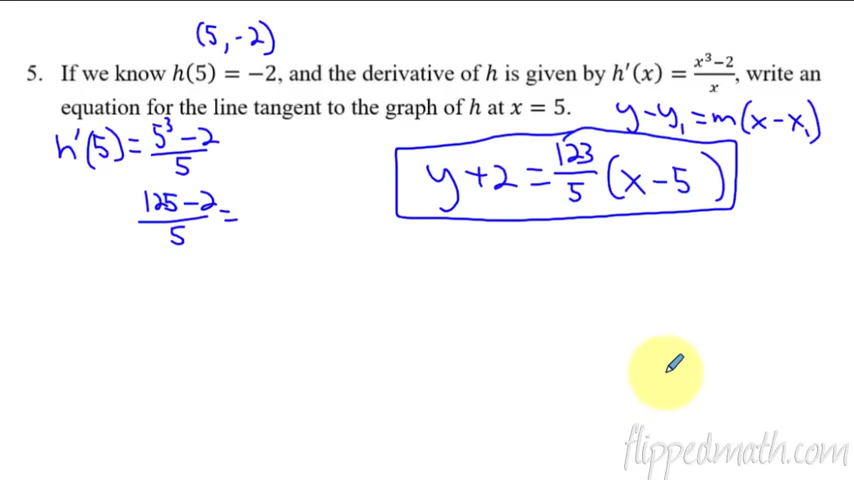 (5, -2)
5. If we know h(5) = −2, and the derivative of h is given by h′(x) = (x³−2)/x, write an
equation for the line tangent to the graph of h at x = 5.
y - y₁ = m(x - x₁)
h'(5) = (5³ - 2)/5
y + 2 = 123/5 (x - 5)
(125 - 2)/5 =
flippedmath.com